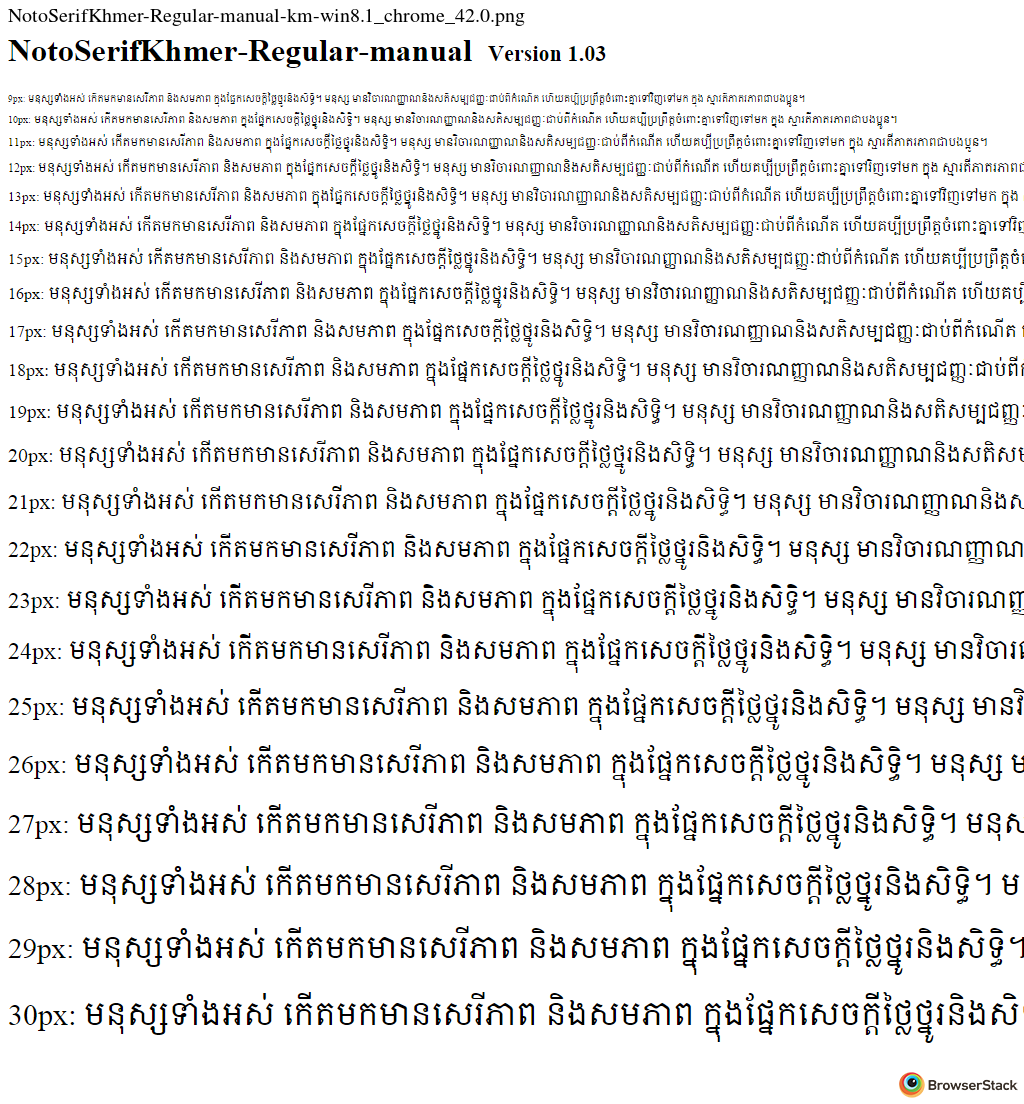 NotoSerifKhmer-Regular-manual-km-win8.1_chrome_42.0.png
NotoSerifKhmer-Regular-manual Version 1.03
9px: មនុស្សទាំងអស់ កើតមកមានសេរីភាព និងសមភាព ក្នុងផ្នែកសេចក្ដីថ្លៃថ្នូរនិងសិទ្ធិ។ មនុស្ស មានវិចារណញ្ញាណនិងសតិសម្បជញ្ញៈជាប់ពីកំណើត ហើយគប្បីប្រព្រឹត្តចំពោះគ្នាទៅវិញទៅមក ក្នុង ស្មារតីភាតរភាពជាបងប្អូន។
10px: មនុស្សទាំងអស់ កើតមកមានសេរីភាព និងសមភាព ក្នុងផ្នែកសេចក្ដីថ្លៃថ្នូរនិងសិទ្ធិ។ មនុស្ស មានវិចារណញ្ញាណនិងសតិសម្បជញ្ញៈជាប់ពីកំណើត ហើយគប្បីប្រព្រឹត្តចំពោះគ្នាទៅវិញទៅមក ក្នុង ស្មារតីភាតរភាពជាបងប្អូន។
11px: មនុស្សទាំងអស់ កើតមកមានសេរីភាព និងសមភាព ក្នុងផ្នែកសេចក្ដីថ្លៃថ្នូរនិងសិទ្ធិ។ មនុស្ស មានវិចារណញ្ញាណនិងសតិសម្បជញ្ញៈជាប់ពីកំណើត ហើយគប្បីប្រព្រឹត្តចំពោះគ្នាទៅវិញទៅមក ក្នុង ស្មារតីភាតរភាពជាបងប្អូន។
12px: មនុស្សទាំងអស់ កើតមកមានសេរីភាព និងសមភាព ក្នុងផ្នែកសេចក្ដីថ្លៃថ្នូរនិងសិទ្ធិ។ មនុស្ស មានវិចារណញ្ញាណនិងសតិសម្បជញ្ញៈជាប់ពីកំណើត ហើយគប្បីប្រព្រឹត្តចំពោះគ្នាទៅវិញទៅមក ក្នុង ស្មារតីភាតរភាពជា
13px: មនុស្សទាំងអស់ កើតមកមានសេរីភាព និងសមភាព ក្នុងផ្នែកសេចក្ដីថ្លៃថ្នូរនិងសិទ្ធិ។ មនុស្ស មានវិចារណញ្ញាណនិងសតិសម្បជញ្ញៈជាប់ពីកំណើត ហើយគប្បីប្រព្រឹត្តចំពោះគ្នាទៅវិញទៅមក ក្នុង
14px: មនុស្សទាំងអស់ កើតមកមានសេរីភាព និងសមភាព ក្នុងផ្នែកសេចក្ដីថ្លៃថ្នូរនិងសិទ្ធិ។ មនុស្ស មានវិចារណញ្ញាណនិងសតិសម្បជញ្ញៈជាប់ពីកំណើត ហើយគប្បីប្រព្រឹត្តចំពោះគ្នាទៅវិញ
15px: មនុស្សទាំងអស់ កើតមកមានសេរីភាព និងសមភាព ក្នុងផ្នែកសេចក្ដីថ្លៃថ្នូរនិងសិទ្ធិ។ មនុស្ស មានវិចារណញ្ញាណនិងសតិសម្បជញ្ញៈជាប់ពីកំណើត ហើយគប្បីប្រព្រឹត្តចំ
16px: មនុស្សទាំងអស់ កើតមកមានសេរីភាព និងសមភាព ក្នុងផ្នែកសេចក្ដីថ្លៃថ្នូរនិងសិទ្ធិ។ មនុស្ស មានវិចារណញ្ញាណនិងសតិសម្បជញ្ញៈជាប់ពីកំណើត ហើយគប្បី
17px: មនុស្សទាំងអស់ កើតមកមានសេរីភាព និងសមភាព ក្នុងផ្នែកសេចក្ដីថ្លៃថ្នូរនិងសិទ្ធិ។ មនុស្ស មានវិចារណញ្ញាណនិងសតិសម្បជញ្ញៈជាប់ពីកំណើត
18px: មនុស្សទាំងអស់ កើតមកមានសេរីភាព និងសមភាព ក្នុងផ្នែកសេចក្ដីថ្លៃថ្នូរនិងសិទ្ធិ។ មនុស្ស មានវិចារណញ្ញាណនិងសតិសម្បជញ្ញៈជាប់ពីក
19px: មនុស្សទាំងអស់ កើតមកមានសេរីភាព និងសមភាព ក្នុងផ្នែកសេចក្ដីថ្លៃថ្នូរនិងសិទ្ធិ។ មនុស្ស មានវិចារណញ្ញាណនិងសតិសម្បជញ្ញៈ
20px: មនុស្សទាំងអស់ កើតមកមានសេរីភាព និងសមភាព ក្នុងផ្នែកសេចក្ដីថ្លៃថ្នូរនិងសិទ្ធិ។ មនុស្ស មានវិចារណញ្ញាណនិងសតិសម
21px: មនុស្សទាំងអស់ កើតមកមានសេរីភាព និងសមភាព ក្នុងផ្នែកសេចក្ដីថ្លៃថ្នូរនិងសិទ្ធិ។ មនុស្ស មានវិចារណញ្ញាណនិងស
22px: មនុស្សទាំងអស់ កើតមកមានសេរីភាព និងសមភាព ក្នុងផ្នែកសេចក្ដីថ្លៃថ្នូរនិងសិទ្ធិ។ មនុស្ស មានវិចារណញ្ញាណ
23px: មនុស្សទាំងអស់ កើតមកមានសេរីភាព និងសមភាព ក្នុងផ្នែកសេចក្ដីថ្លៃថ្នូរនិងសិទ្ធិ។ មនុស្ស មានវិចារណញ្ញ
24px: មនុស្សទាំងអស់ កើតមកមានសេរីភាព និងសមភាព ក្នុងផ្នែកសេចក្ដីថ្លៃថ្នូរនិងសិទ្ធិ។ មនុស្ស មានវិចារ
25px: មនុស្សទាំងអស់ កើតមកមានសេរីភាព និងសមភាព ក្នុងផ្នែកសេចក្ដីថ្លៃថ្នូរនិងសិទ្ធិ។ មនុស្ស មានវិ
26px: មនុស្សទាំងអស់ កើតមកមានសេរីភាព និងសមភាព ក្នុងផ្នែកសេចក្ដីថ្លៃថ្នូរនិងសិទ្ធិ។ មនុស្ស ម
27px: មនុស្សទាំងអស់ កើតមកមានសេរីភាព និងសមភាព ក្នុងផ្នែកសេចក្ដីថ្លៃថ្នូរនិងសិទ្ធិ។ មនុស
28px: មនុស្សទាំងអស់ កើតមកមានសេរីភាព និងសមភាព ក្នុងផ្នែកសេចក្ដីថ្លៃថ្នូរនិងសិទ្ធិ។ ម
29px: មនុស្សទាំងអស់ កើតមកមានសេរីភាព និងសមភាព ក្នុងផ្នែកសេចក្ដីថ្លៃថ្នូរនិងសិទ្ធិ។
30px: មនុស្សទាំងអស់ កើតមកមានសេរីភាព និងសមភាព ក្នុងផ្នែកសេចក្ដីថ្លៃថ្នូរនិងសិ
BrowserStack